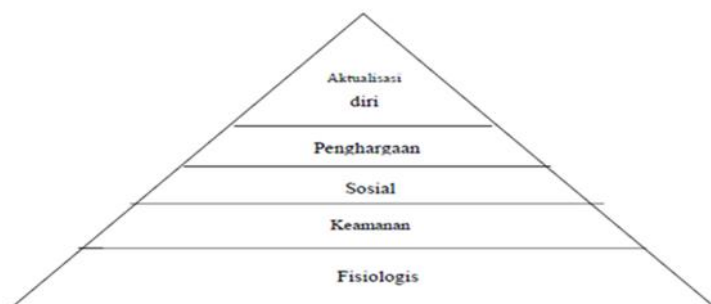 Aktualisasi
diri
Penghargaan
Sosial
Keamanan
Fisiologis